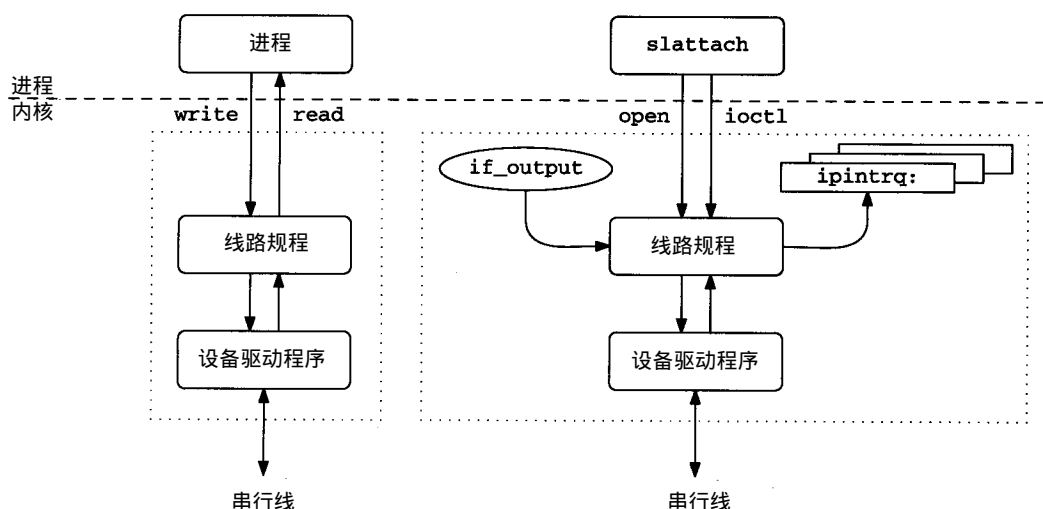 进程
slattach
进程
内核
write
read
open
ioctl
if_output
ipintrq:
线路规程
线路规程
设备驱动程序
设备驱动程序
串行线
串行线